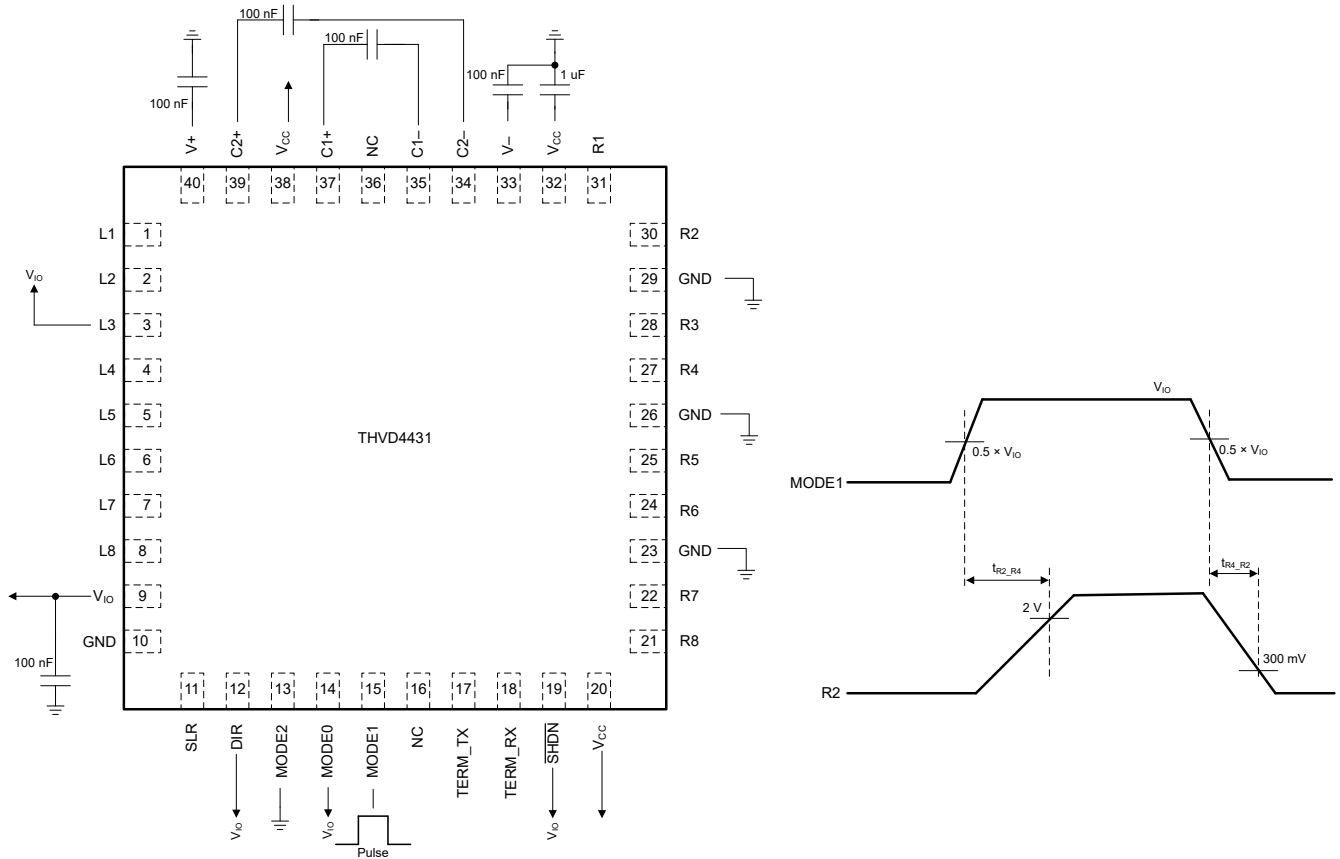 100 nF
100 nF
100 nF
100 nF
1 uF
V+
C2+
VCC
C1+
NC
C1–
C2–
V–
VCC
R1
40
39
38
37
36
35
34
33
32
31
L1 1
L2 2
VIO
L3 3
L4 4
L5 5
L6 6
L7 7
L8 8
VIO 9
GND 10
100 nF
THVD4431
30 R2
29 GND
28 R3
27 R4
26 GND
25 R5
24 R6
23 GND
22 R7
21 R8
11
12
13
14
15
16
17
18
19
20
SLR
DIR
MODE2
MODE0
MODE1
NC
TERM_TX
TERM_RX
SHDN
VCC
VIO
VIO
Pulse
VIO
VIO
0.5 × VIO
0.5 × VIO
MODE1
tR2_R4
tR4_R2
2 V
300 mV
R2